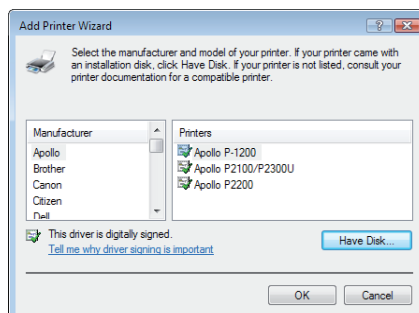 Add Printer Wizard
Select the manufacturer and model of your printer. If your printer came with
an installation disk, click Have Disk. If your printer is not listed, consult your
printer documentation for a compatible printer.
Manufacturer
Printers
Apollo
Apollo P-1200
Brother
Apollo P2100/P2300U
Canon
Apollo P2200
Citizen
Dell
This driver is digitally signed.
Have Disk...
Tell me why driver signing is important
OK
Cancel